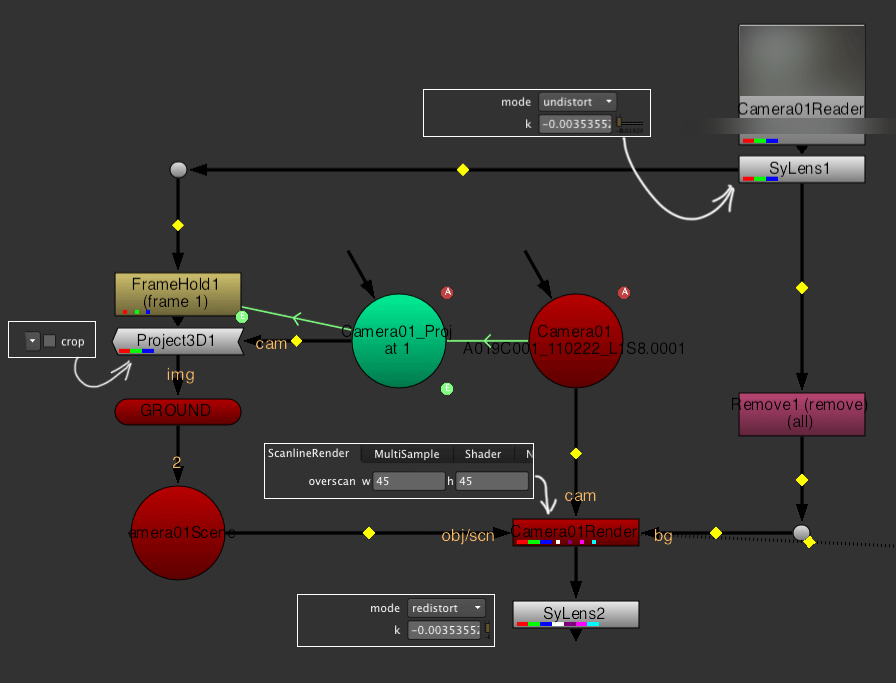 Camera01Reader
mode undistort
k -0.00353552
SyLens1
FrameHold1
(frame 1)
A
A
E
crop
Project3D1
cam
Camera01_Proj
at 1
Camera01
A019C001_110222_L1S8.0001
img
E
GROUND
Remove1 (remove)
(all)
2
ScanlineRender MultiSample Shader N
overscan w 45 h 45
cam
amera01Scene
obj/scn
Camera01Render
bg
mode redistort
k -0.00353552
SyLens2